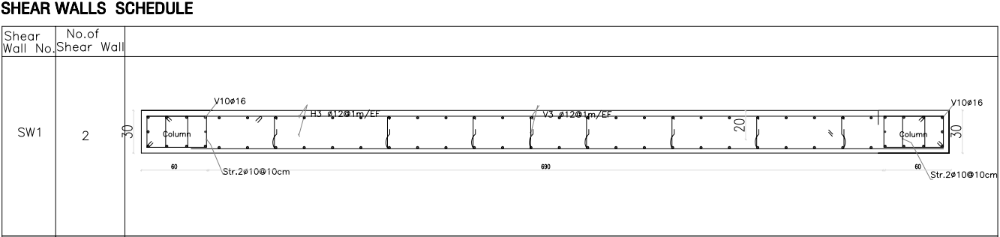 SHEAR WALLS SCHEDULE
Shear
Wall No.
No.of
Shear Wall
SW1
2
V10ø16
H3 ø12@1m/EF
V3 ø12@1m/EF
V10ø16
30
Column
20
Column
30
60
690
60
Str.2ø10@10cm
Str.2ø10@10cm